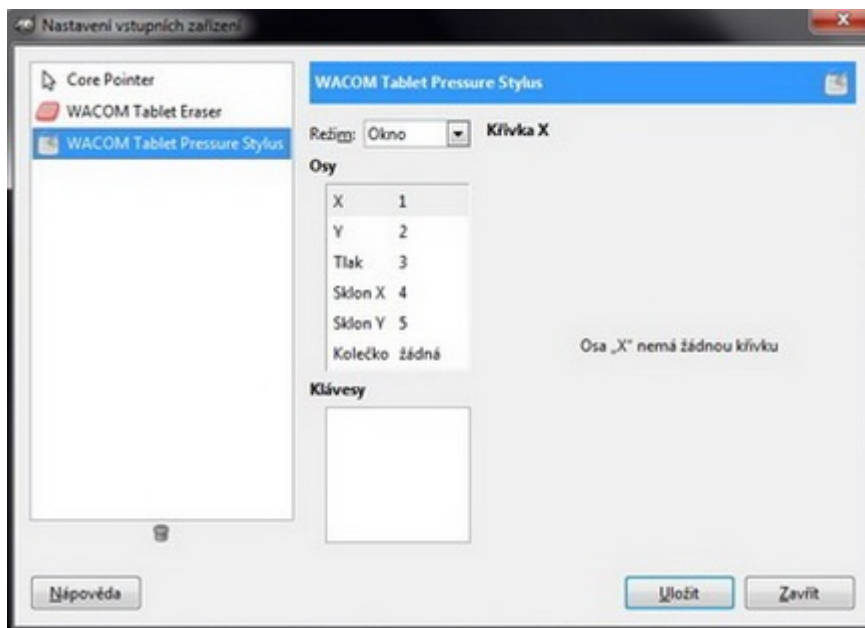 Nastavení vstupních zařízení
Core Pointer
WACOM Tablet Eraser
WACOM Tablet Pressure Stylus
WACOM Tablet Pressure Stylus
Režim: Okno
Křivka X
Osy
X 1
Y 2
Tlak 3
Sklon X 4
Sklon Y 5
Kolečko žádná
Osa „X" nemá žádnou křivku
Klávesy
Nápověda
Uložit
Zavřít